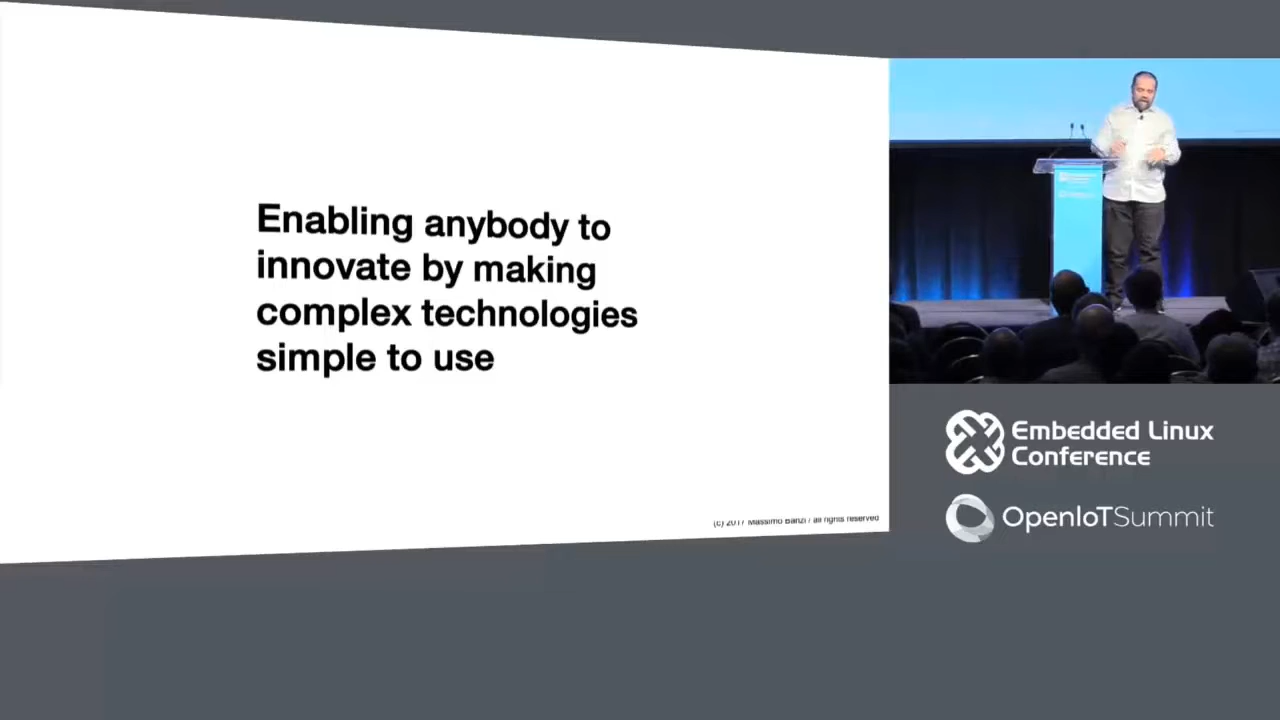 Enabling anybody to
innovate by making
complex technologies
simple to use
(c) 2017 Massimo Banzi / all rights reserved
Embedded Linux
Conference
OpenIoTSummit